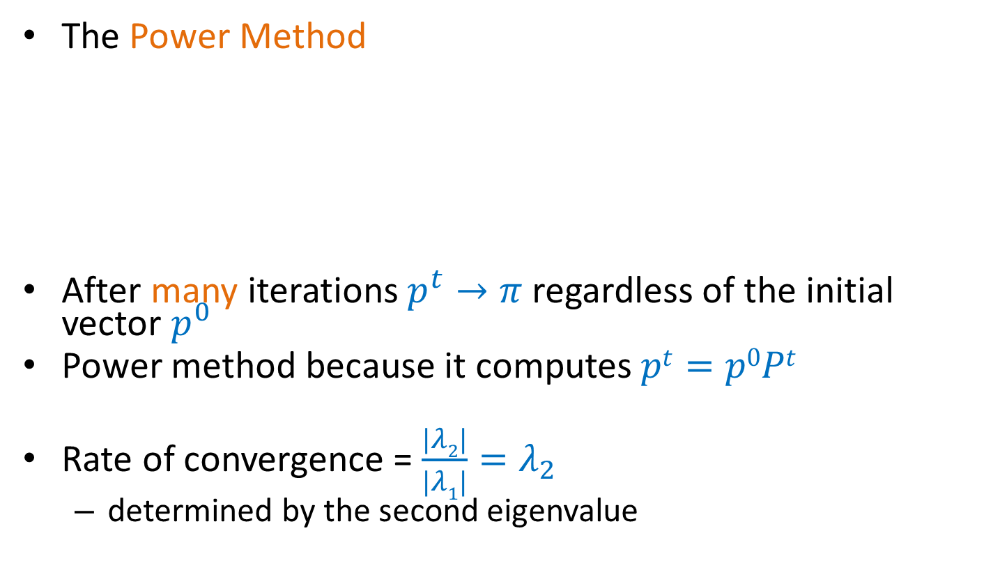 • The Power Method
• After many iterations $p^t \to \pi$ regardless of the initial
vector $p^0$
• Power method because it computes $p^t = p^0 P^t$
• Rate of convergence = $\frac{|\lambda_2|}{|\lambda_1|} = \lambda_2$
– determined by the second eigenvalue